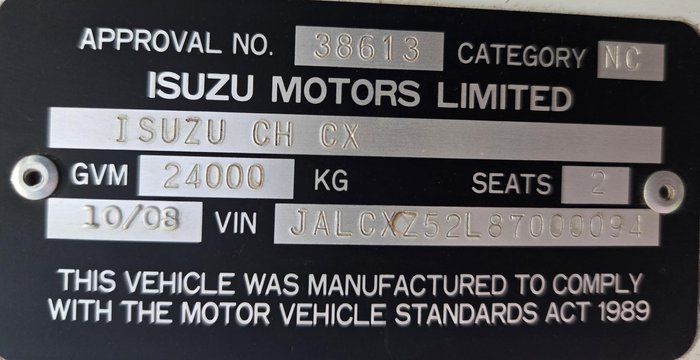 APPROVAL NO. 38613 CATEGORY NC
ISUZU MOTORS LIMITED
ISUZU CH CX
GVM 24000 KG SEATS 2
10/08 VIN JALCXZ52L87000094
THIS VEHICLE WAS MANUFACTURED TO COMPLY
WITH THE MOTOR VEHICLE STANDARDS ACT 1989